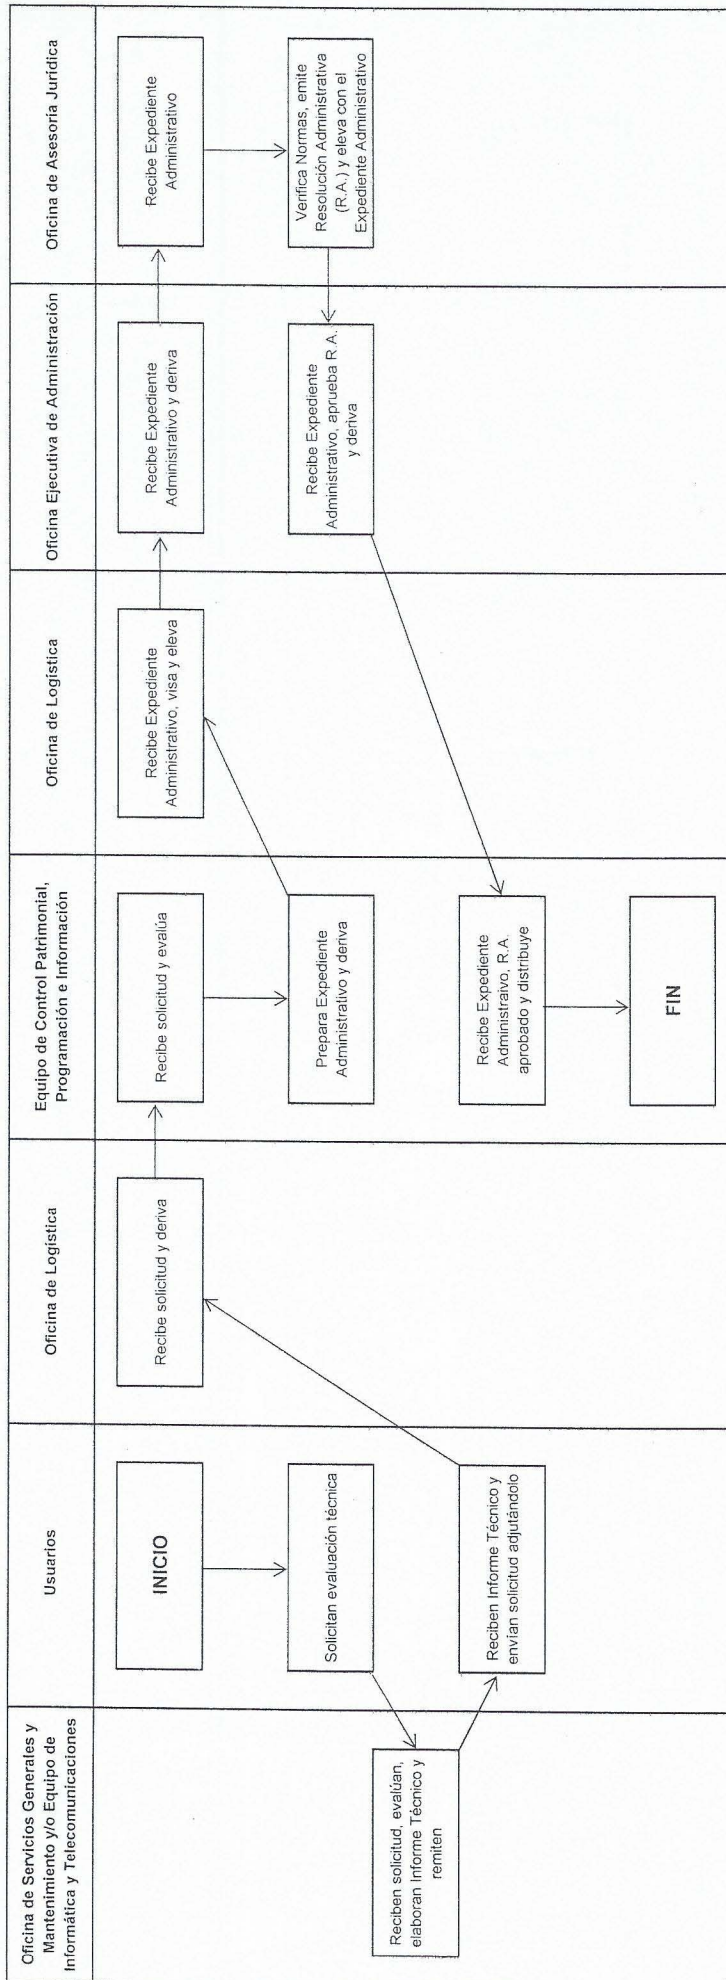 Oficina de Servicios Generales y
Mantenimiento y/o Equipo de
Informática y Telecomunicaciones
Usuarios
Oficina de Logística
Equipo de Control Patrimonial,
Programación e Información
Oficina de Logística
Oficina Ejecutiva de Administración
Oficina de Asesoría Jurídica
INICIO
Solicitan evaluación técnica
Reciben solicitud, evalúan,
elaboran Informe Técnico y
remiten
Reciben Informe Técnico y
envían solicitud adjutándolo
Recibe solicitud y deriva
Recibe solicitud y evalúa
Prepara Expediente
Administrativo y deriva
Recibe Expediente
Administrativo, visa y eleva
Recibe Expediente
Administrativo y deriva
Recibe Expediente
Administrativo
Verifica Normas, emite
Resolución Administrativa
(R.A.) y eleva con el
Expediente Administrativo
Recibe Expediente
Administrativo, aprueba R.A.
y deriva
Recibe Expediente
Administraivo, R.A.
aprobado y distribuye
FIN